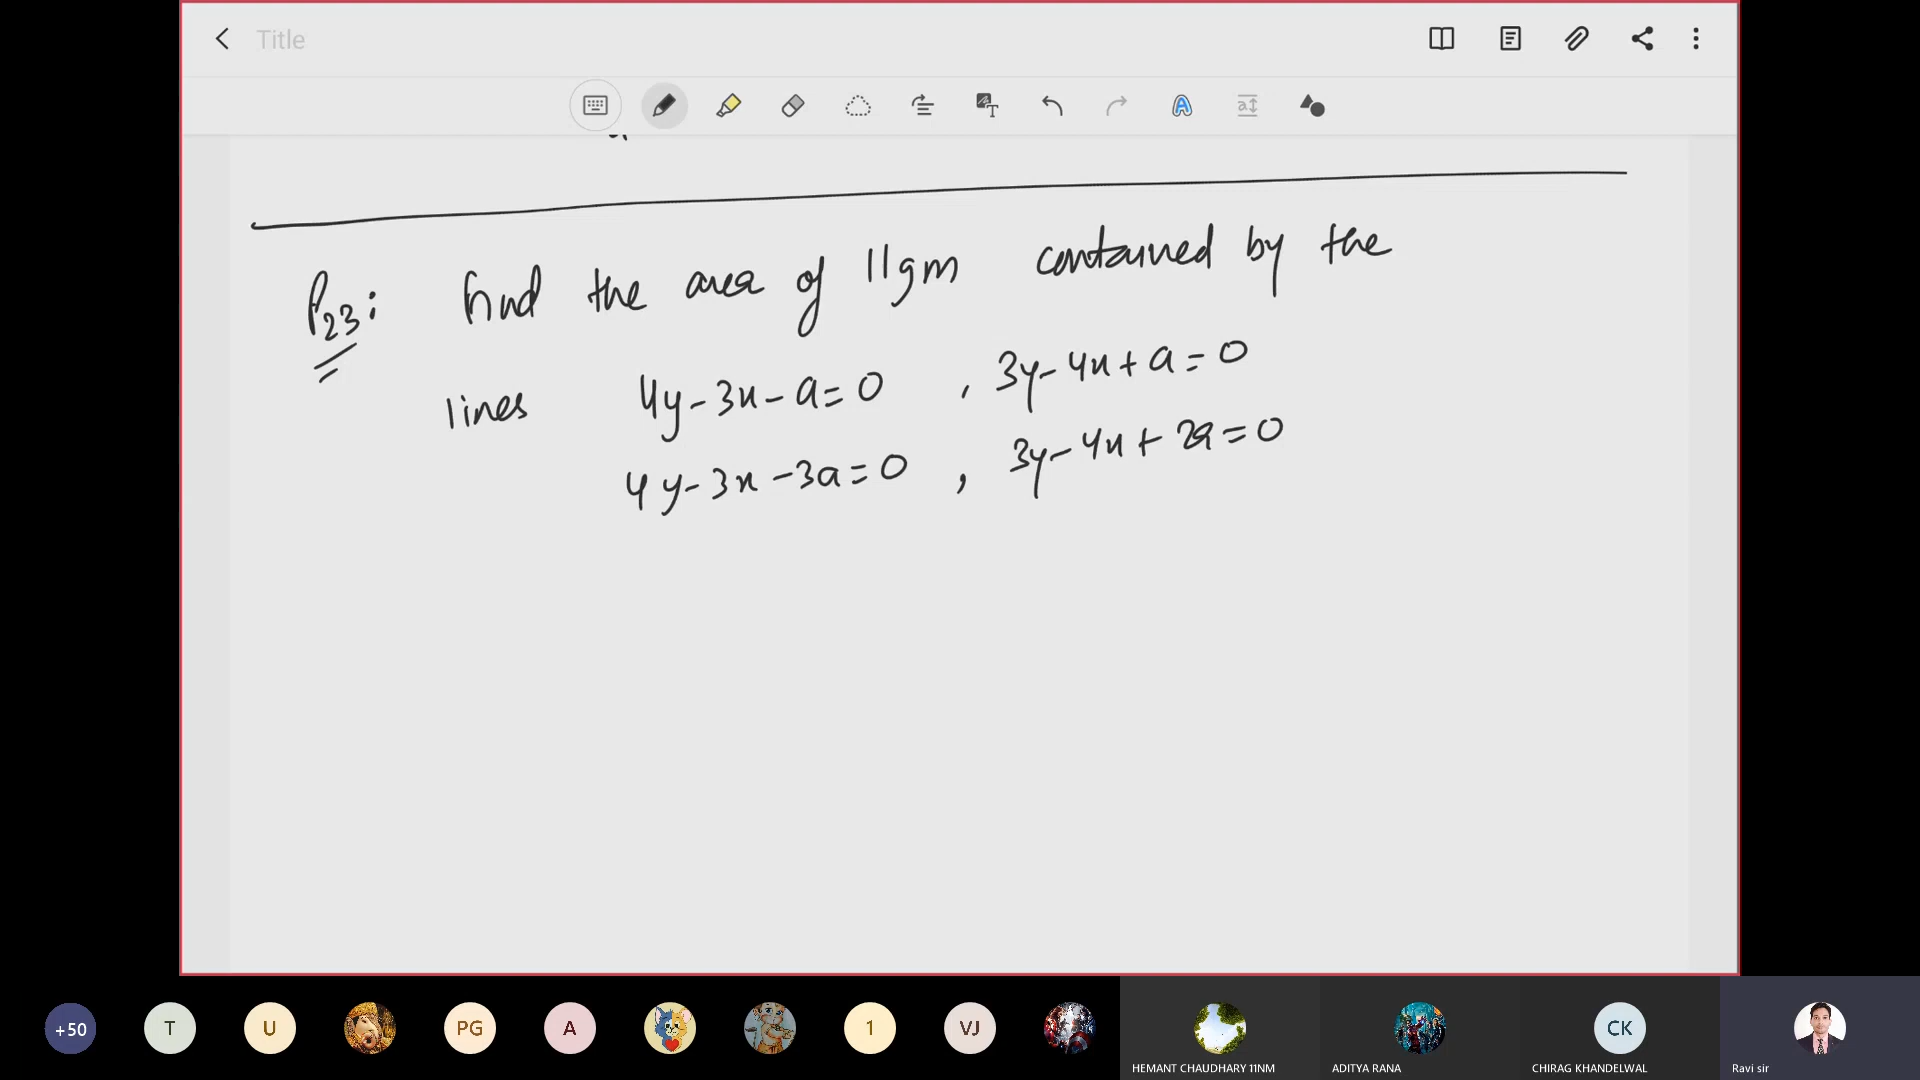 Title
P23: find the area of 11gm contained by the
lines 4y-3x-a=0 , 3y-4x+a=0
4y-3x-3a=0 , 3y-4x+2a=0
+50 T U PG A 1 VJ CK
HEMANT CHAUDHARY 11NM ADITYA RANA CHIRAG KHANDELWAL Ravi sir